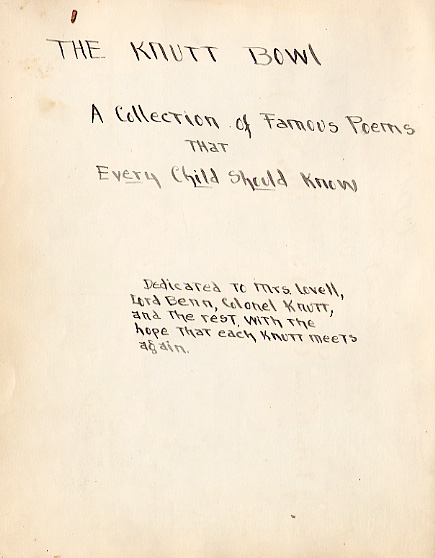 THE KNUTT BOWL
A Collection of Famous Poems
THAT
Every Child Should Know
Dedicated to Mrs. Lovell,
Lord Benn, Colonel Knutt,
and the rest, with the
hope that each Knutt meets
again.